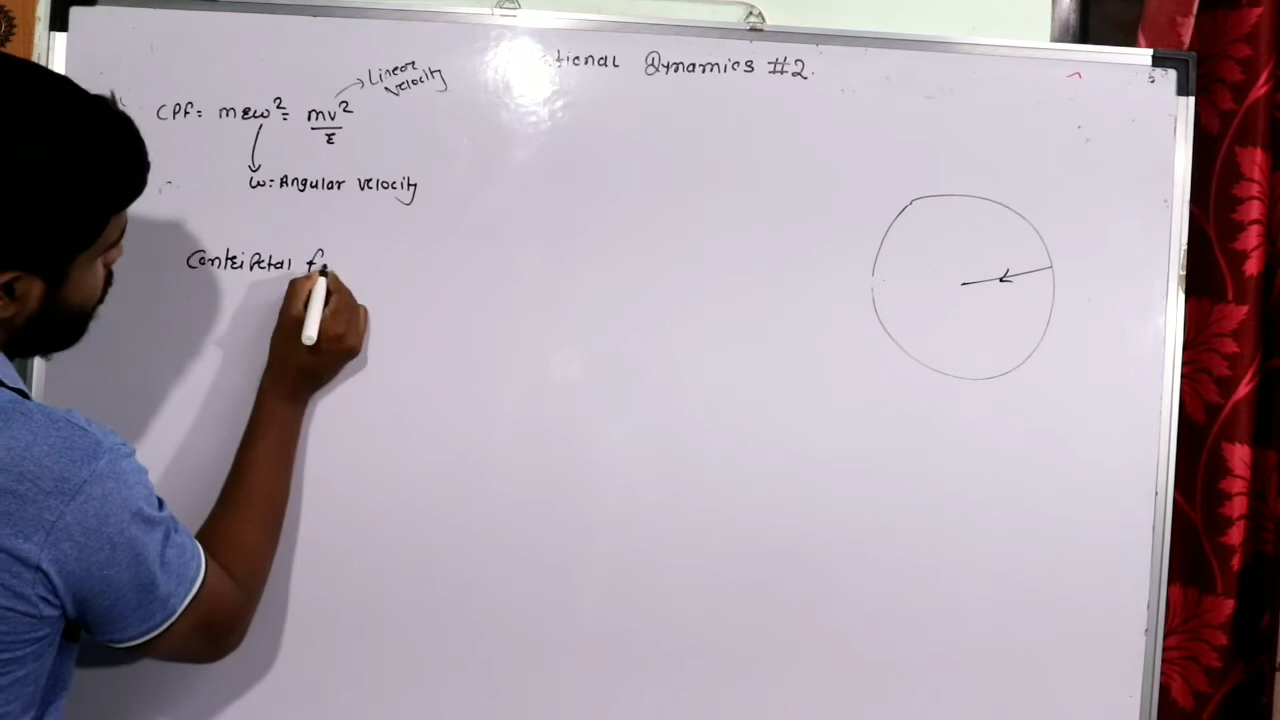 tional Dynamics #2.
Linear velocity
CPF = mrω² = mv²/r
ω = Angular velocity
Centripetal f